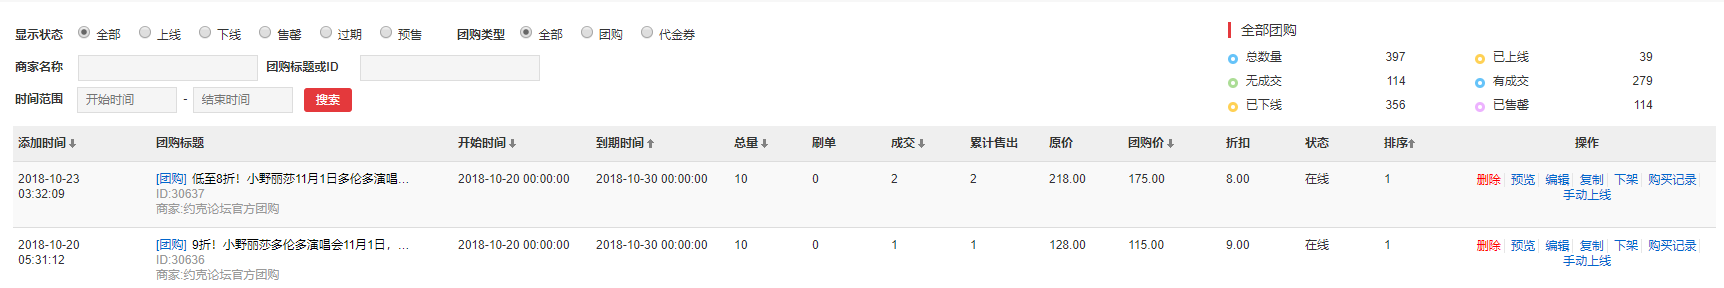 显示状态 全部 上线 下线 售罄 过期 预售 团购类型 全部 团购 代金券
商家名称 团购标题或ID
时间范围 开始时间 - 结束时间 搜索
全部团购
总数量 397 已上线 39
无成交 114 有成交 279
已下线 356 已售罄 114
添加时间 团购标题 开始时间 到期时间 总量 刷单 成交 累计售出 原价 团购价 折扣 状态 排序 操作
2018-10-23 [团购] 低至8折！小野丽莎11月1日多伦多演唱... 2018-10-20 00:00:00 2018-10-30 00:00:00 10 0 2 2 218.00 175.00 8.00 在线 1 删除 预览 编辑 复制 下架 购买记录
03:32:09 ID:30637 手动上线
商家:约克论坛官方团购
2018-10-20 [团购] 9折！小野丽莎多伦多演唱会11月1日，... 2018-10-20 00:00:00 2018-10-30 00:00:00 10 0 1 1 128.00 115.00 9.00 在线 1 删除 预览 编辑 复制 下架 购买记录
05:31:12 ID:30636 手动上线
商家:约克论坛官方团购